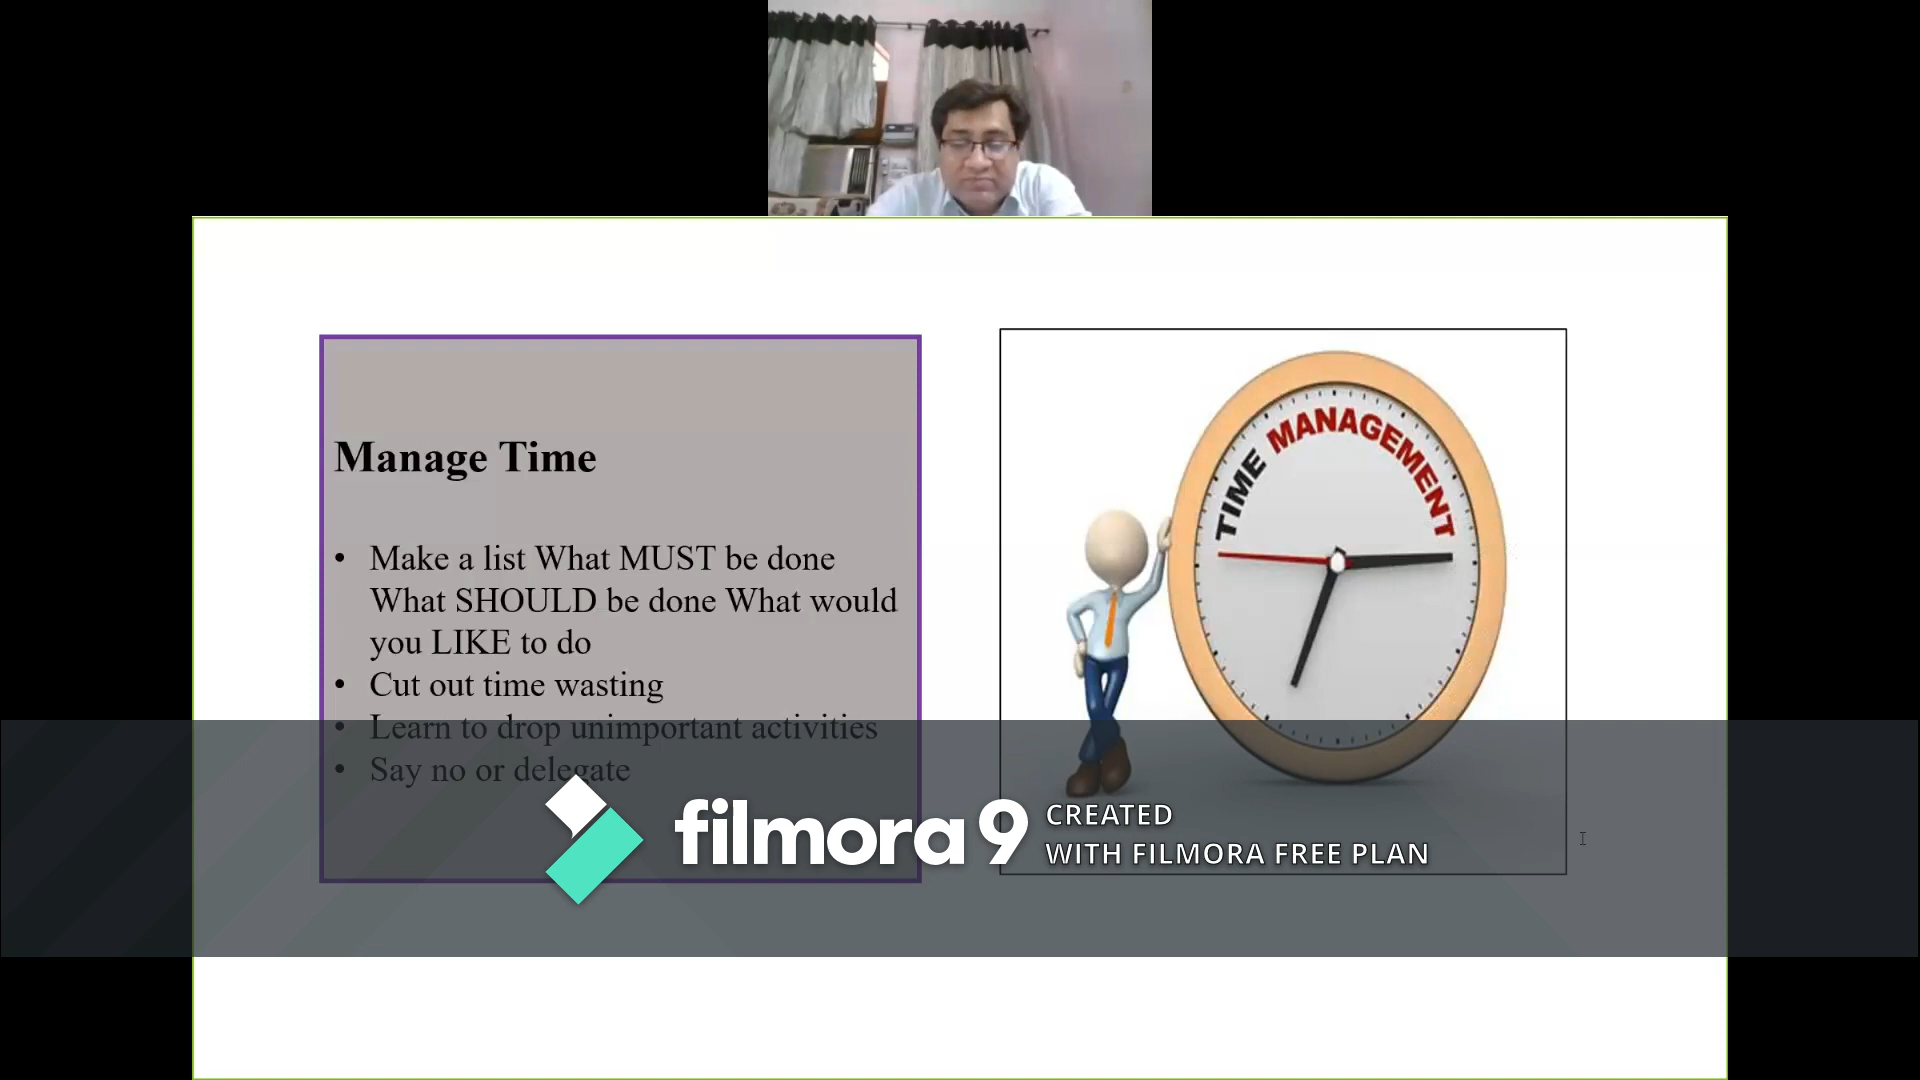 Manage Time
• Make a list What MUST be done
What SHOULD be done What would
you LIKE to do
• Cut out time wasting
• Learn to drop unimportant activities
• Say no or delegate
TIME MANAGEMENT
filmora 9
CREATED
WITH FILMORA FREE PLAN